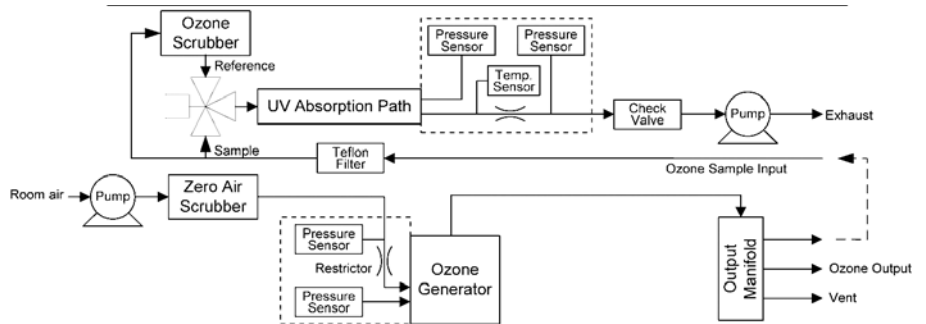 Ozone
Scrubber
Reference
Pressure
Sensor
Pressure
Sensor
Temp.
Sensor
UV Absorption Path
Check
Valve
Pump
Exhaust
Sample
Teflon
Filter
Ozone Sample Input
Room air
Pump
Zero Air
Scrubber
Pressure
Sensor
Restrictor
Pressure
Sensor
Ozone
Generator
Output
Manifold
Ozone Output
Vent